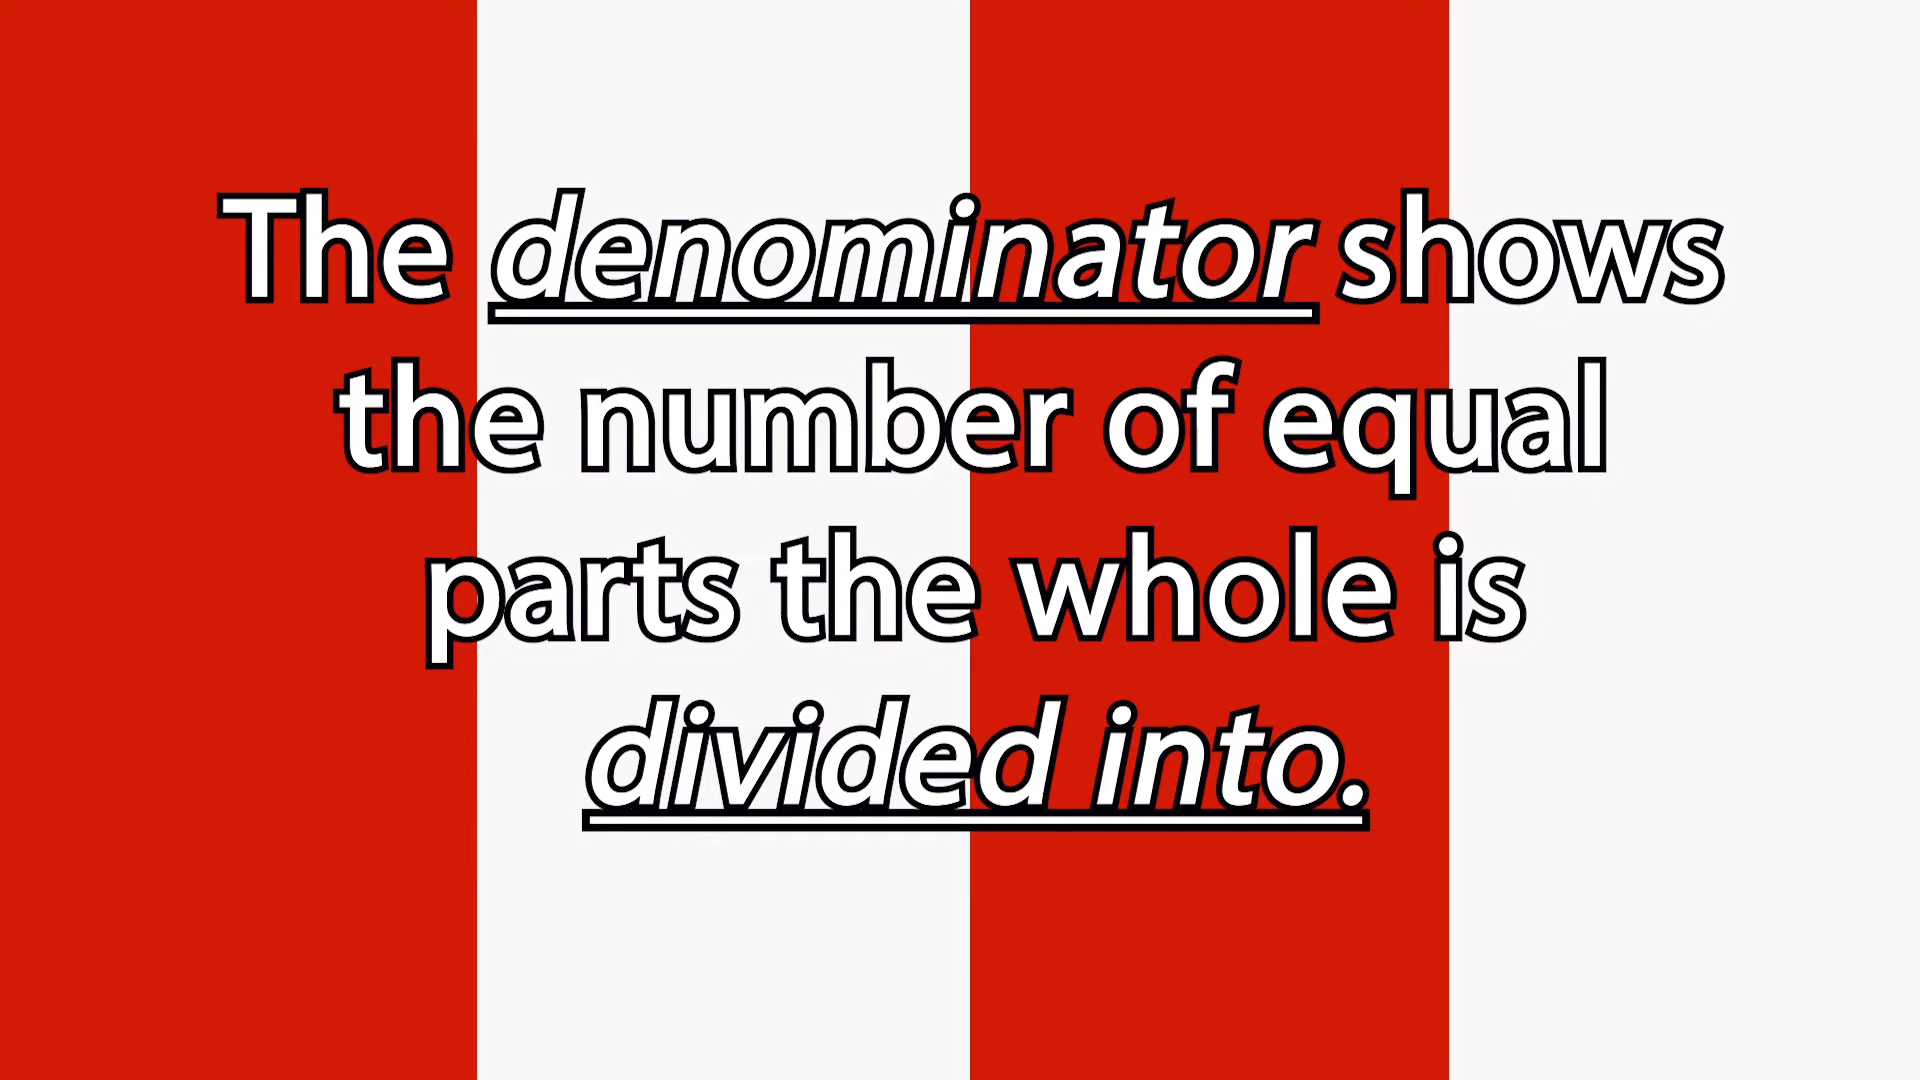 The denominator shows
the number of equal
parts the whole is
divided into.